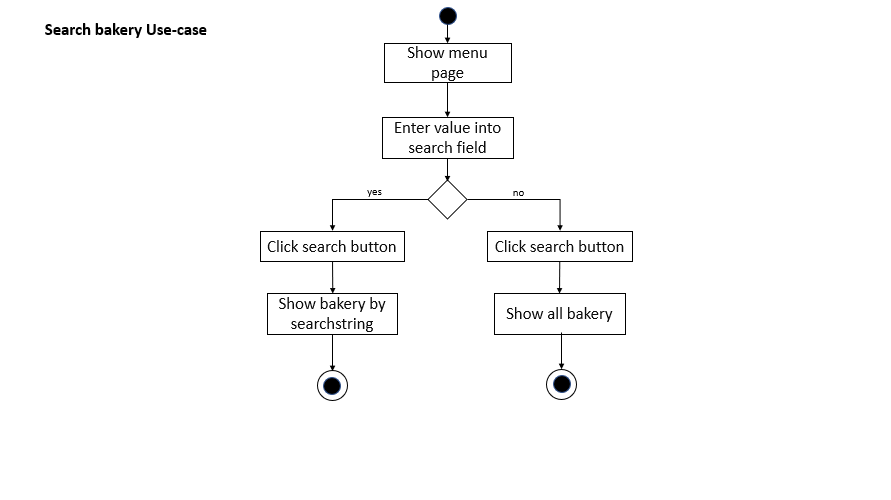 Search bakery Use-case
Show menu
page
Enter value into
search field
yes
no
Click search button
Click search button
Show bakery by
searchstring
Show all bakery